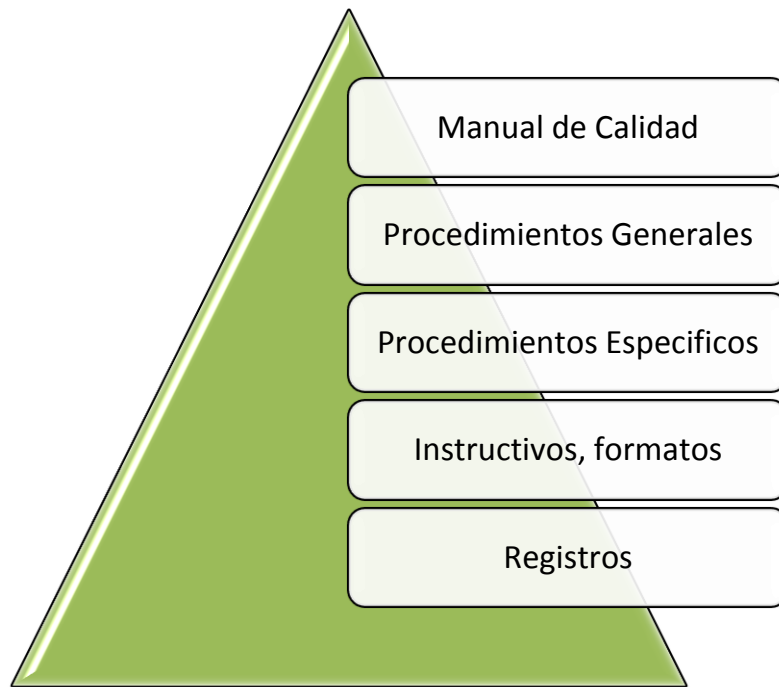 Manual de Calidad
Procedimientos Generales
Procedimientos Especificos
Instructivos, formatos
Registros